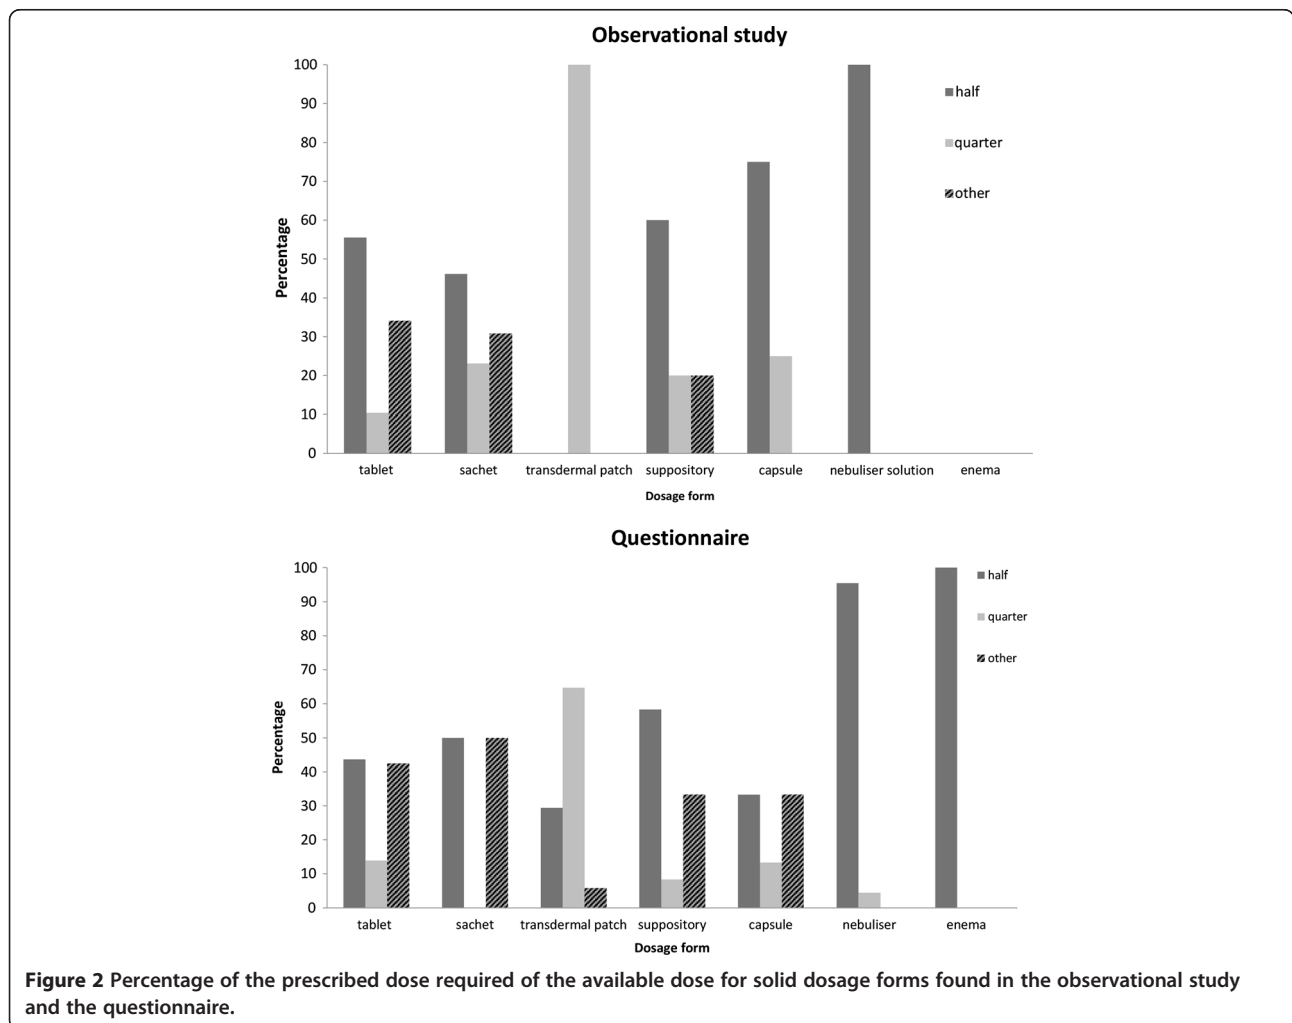 Observational study
100
90
80
70
60
50
40
30
20
10
0
Percentage
half
quarter
other
tablet sachet transdermal patch suppository capsule nebuliser solution enema
Dosage form
Questionnaire
100
90
80
70
60
50
40
30
20
10
0
Percentage
half
quarter
other
tablet sachet transdermal patch suppository capsule nebuliser enema
Dosage form
Figure 2 Percentage of the prescribed dose required of the available dose for solid dosage forms found in the observational study
and the questionnaire.